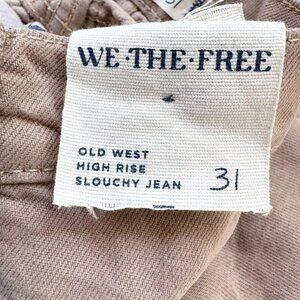 WE·THE·FREE
OLD WEST
HIGH RISE
SLOUCHY JEAN 31